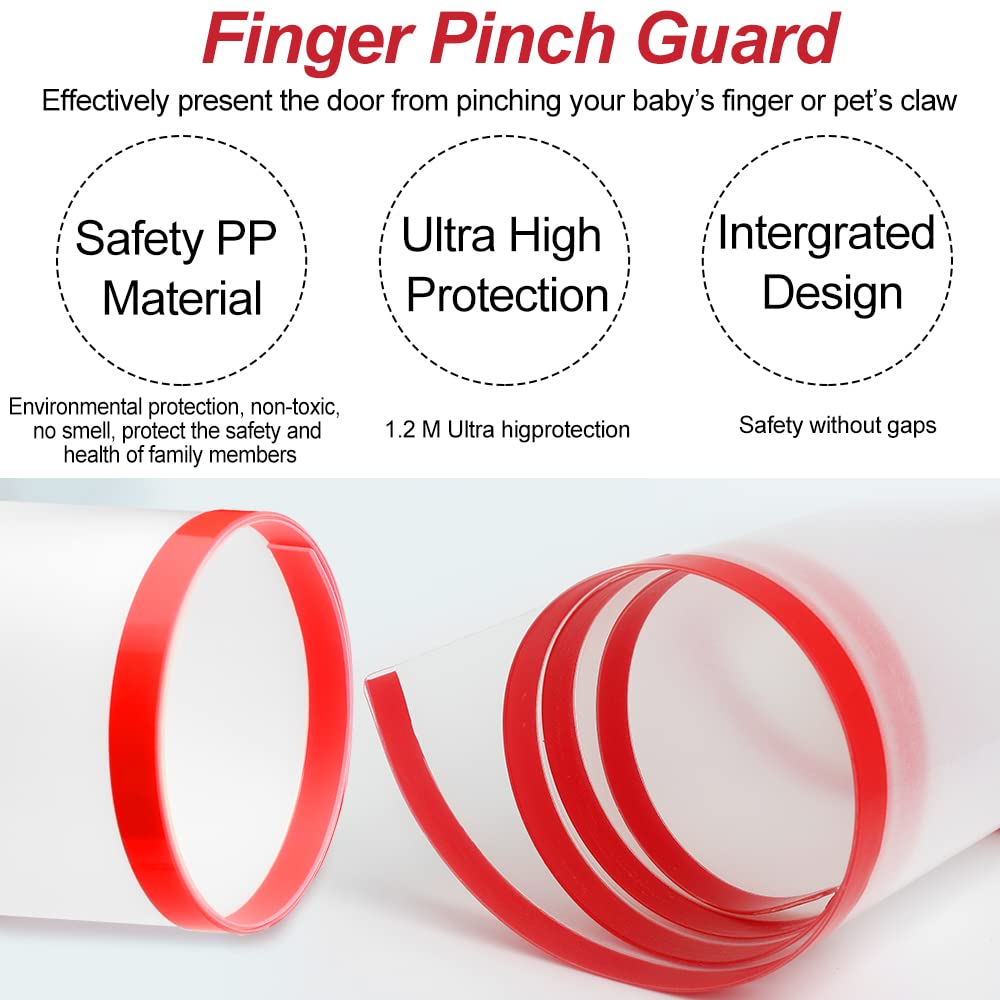 Finger Pinch Guard
Effectively present the door from pinching your baby's finger or pet's claw
Safety PP
Material
Ultra High
Protection
Intergrated
Design
Environmental protection, non-toxic,
no smell, protect the safety and
health of family members
1.2 M Ultra higprotection
Safety without gaps